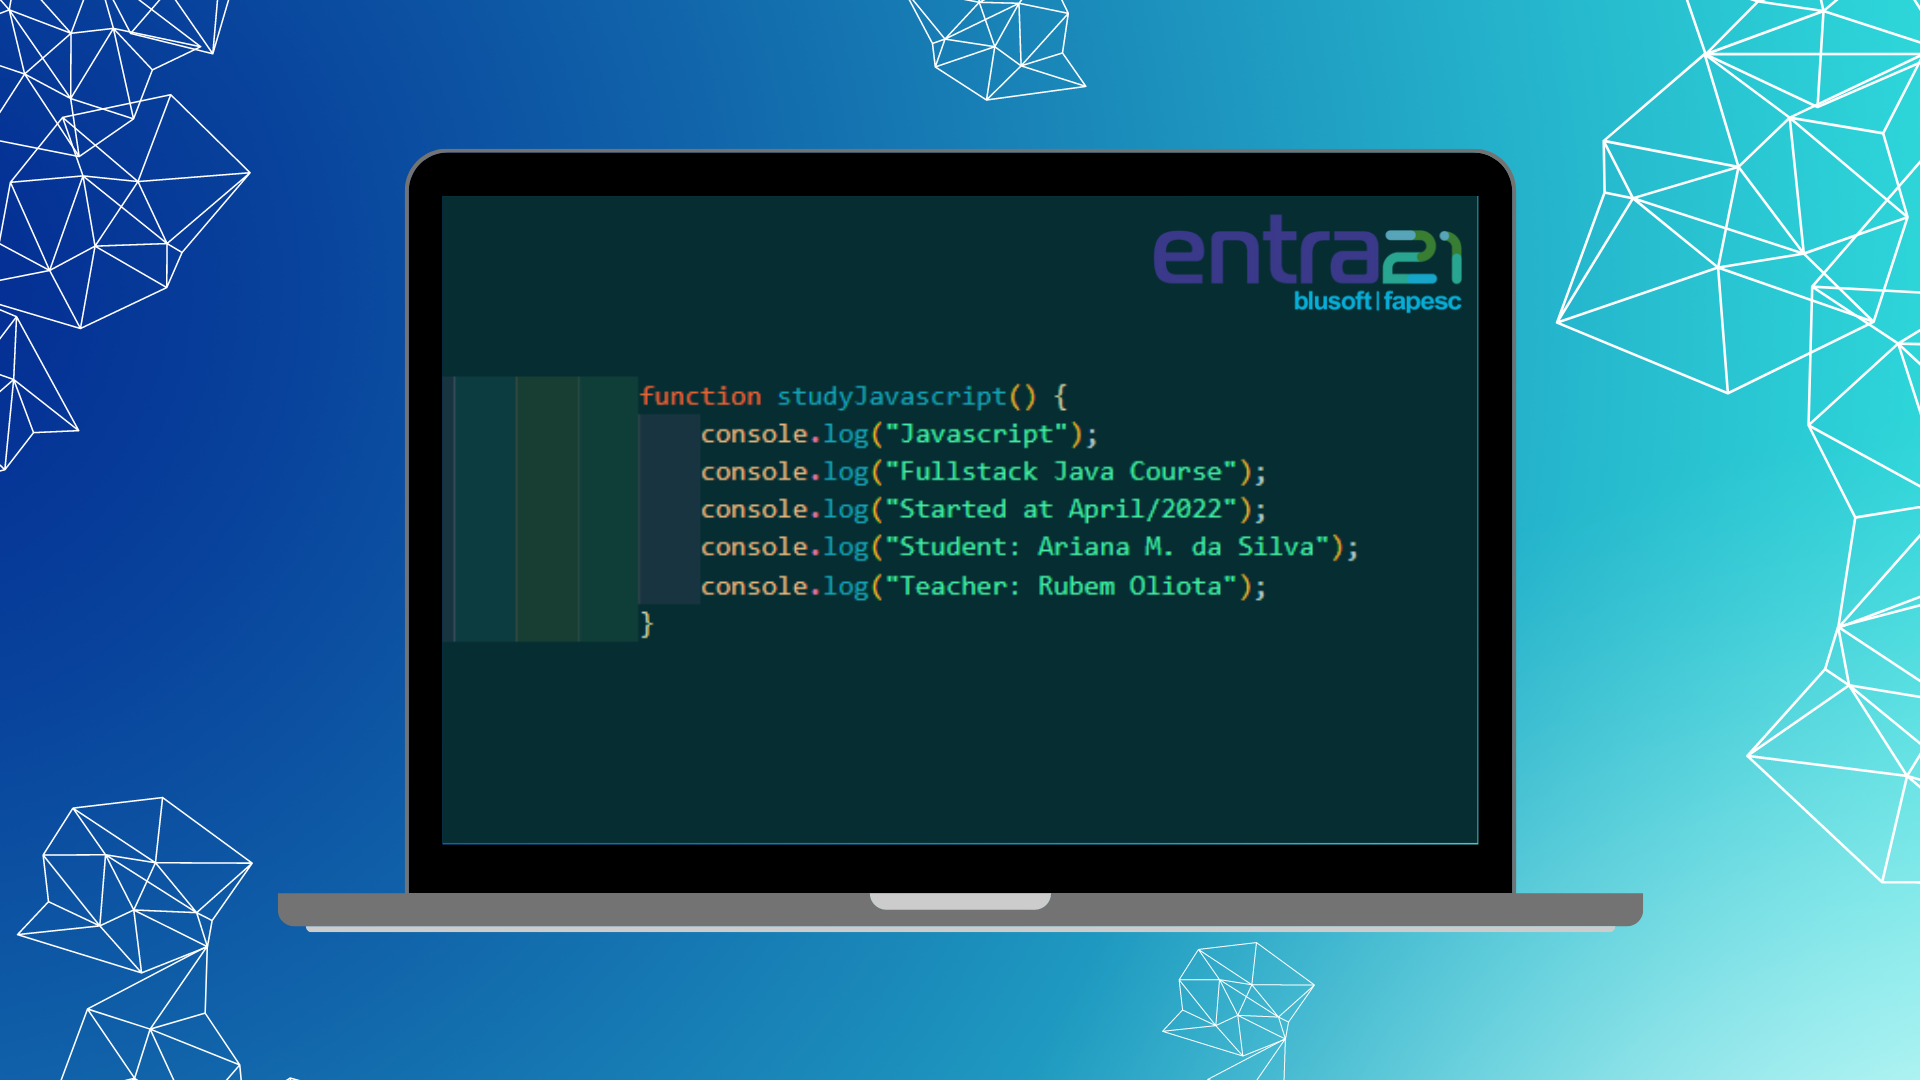 entra21
blusoft|fapesc
function studyJavascript() {
console.log("Javascript");
console.log("Fullstack Java Course");
console.log("Started at April/2022");
console.log("Student: Ariana M. da Silva");
console.log("Teacher: Rubem Oliota");
}